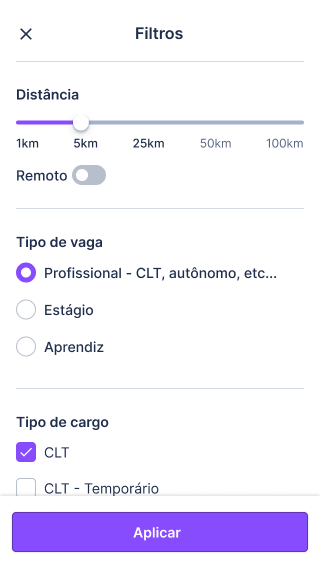 Filtros
Distância
1km 5km 25km 50km 100km
Remoto
Tipo de vaga
Profissional - CLT, autônomo, etc...
Estágio
Aprendiz
Tipo de cargo
CLT
CLT - Temporário
Aplicar